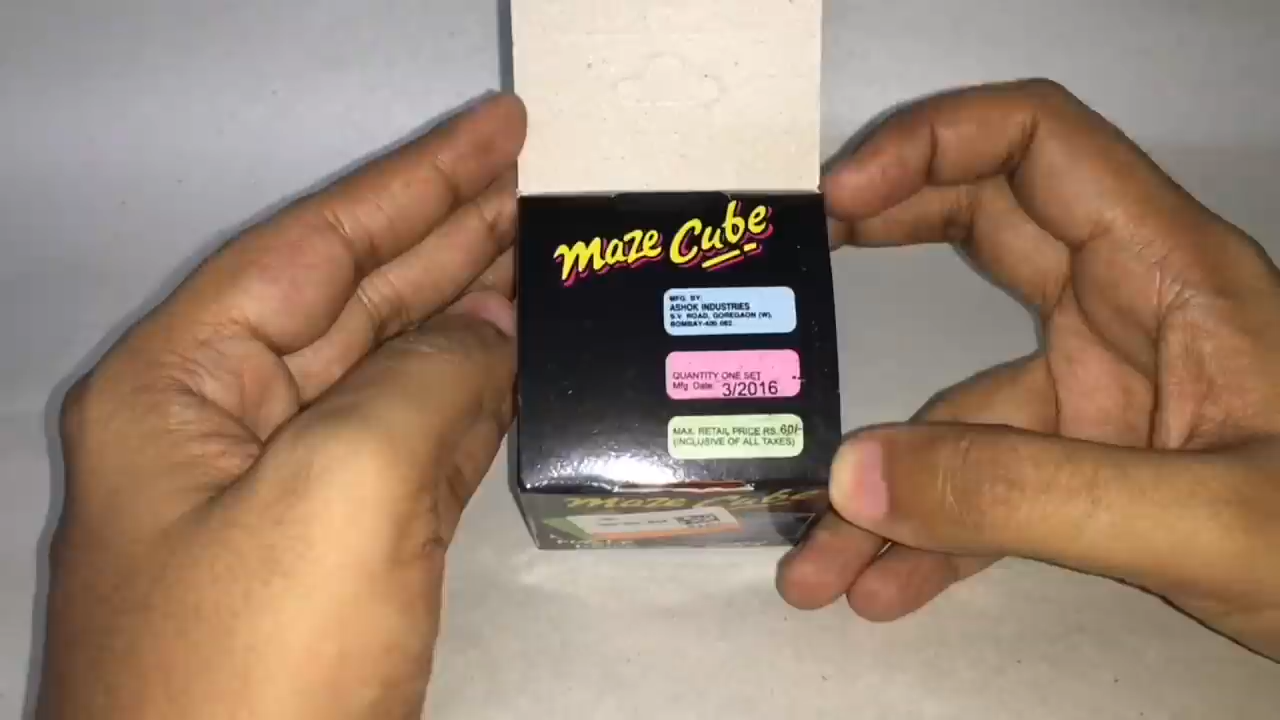 Maze Cube
MFG. BY:
ASHOK INDUSTRIES
S.V. ROAD, GOREGAON (W),
BOMBAY-400 062.
QUANTITY ONE SET
Mfg. Date: 3/2016
MAX. RETAIL PRICE RS. 60/-
(INCLUSIVE OF ALL TAXES)
Maze Cube